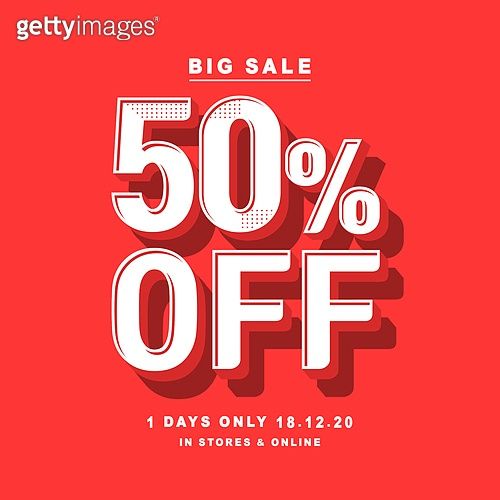 gettyimages®
BIG SALE
50%
OFF
1 DAYS ONLY 18.12.20
IN STORES & ONLINE